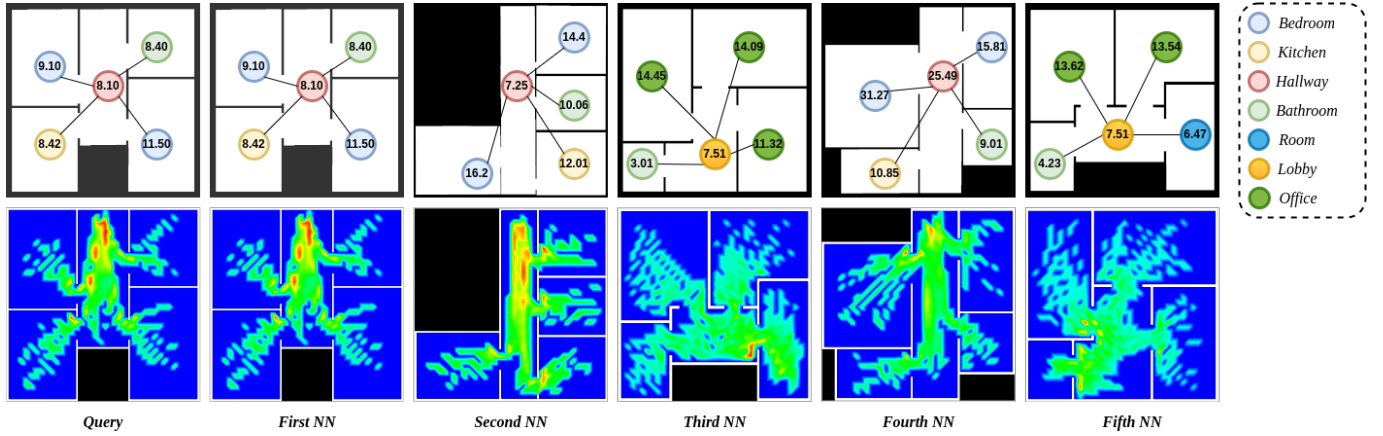 9.10
8.40
8.10
8.42
11.50
9.10
8.40
8.10
8.42
11.50
14.4
7.25
10.06
16.2
12.01
14.45
14.09
3.01
7.51
11.32
15.81
25.49
31.27
9.01
10.85
13.62
13.54
7.51
6.47
4.23
Bedroom
Kitchen
Hallway
Bathroom
Room
Lobby
Office
Query
First NN
Second NN
Third NN
Fourth NN
Fifth NN